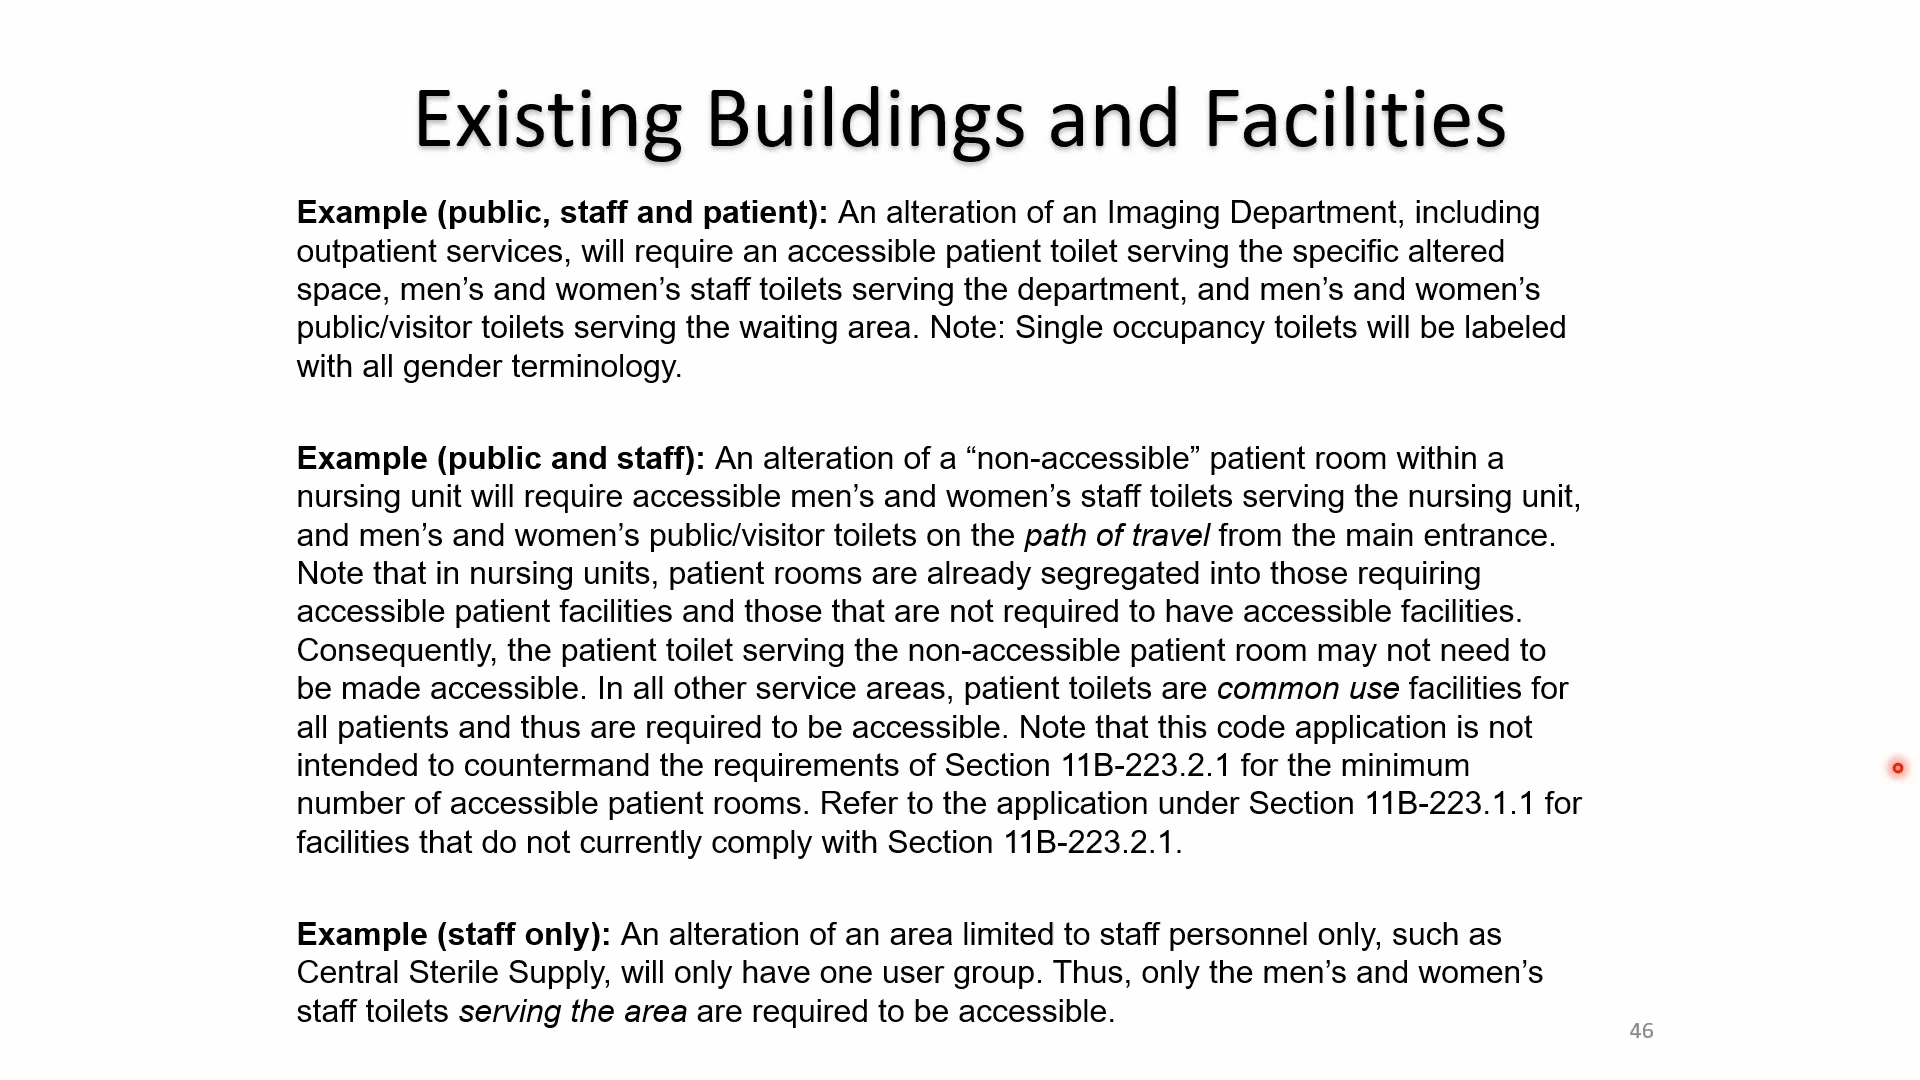 Existing Buildings and Facilities
Example (public, staff and patient): An alteration of an Imaging Department, including
outpatient services, will require an accessible patient toilet serving the specific altered
space, men’s and women’s staff toilets serving the department, and men’s and women’s
public/visitor toilets serving the waiting area. Note: Single occupancy toilets will be labeled
with all gender terminology.
Example (public and staff): An alteration of a “non-accessible” patient room within a
nursing unit will require accessible men’s and women’s staff toilets serving the nursing unit,
and men’s and women’s public/visitor toilets on the path of travel from the main entrance.
Note that in nursing units, patient rooms are already segregated into those requiring
accessible patient facilities and those that are not required to have accessible facilities.
Consequently, the patient toilet serving the non-accessible patient room may not need to
be made accessible. In all other service areas, patient toilets are common use facilities for
all patients and thus are required to be accessible. Note that this code application is not
intended to countermand the requirements of Section 11B-223.2.1 for the minimum
number of accessible patient rooms. Refer to the application under Section 11B-223.1.1 for
facilities that do not currently comply with Section 11B-223.2.1.
Example (staff only): An alteration of an area limited to staff personnel only, such as
Central Sterile Supply, will only have one user group. Thus, only the men’s and women’s
staff toilets serving the area are required to be accessible.
46